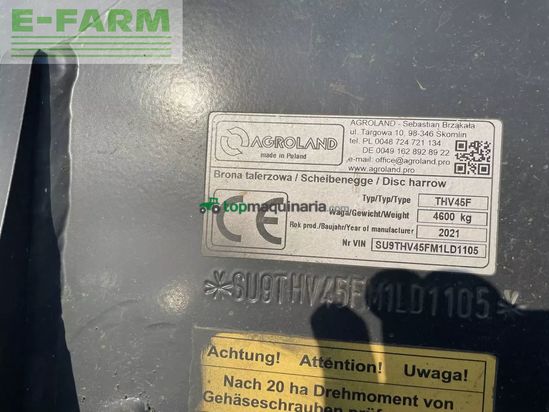 E-FARM
AGROLAND
made in Poland
AGROLAND - Sebastian Brząkała
ul. Targowa 10, 98-346 Skomlin
tel. PL 0048 724 721 134
DE 0049 162 892 89 22
e-mail: office@agroland.pro
www.agroland.pro
Brona talerzowa / Scheibenegge / Disc harrow
Typ/Typ/Type THV45F
Waga/Gewicht/Weight 4600 kg
Rok prod./Baujahr/Year of manufacturer 2021
Nr VIN SU9THV45FM1LD1105
CE
topmaquinaria.com
*SU9THV45FM1LD1105*
Achtung! Attention! Uwaga!
Nach 20 ha Drehmoment von
Gehäseschrauben prüfen